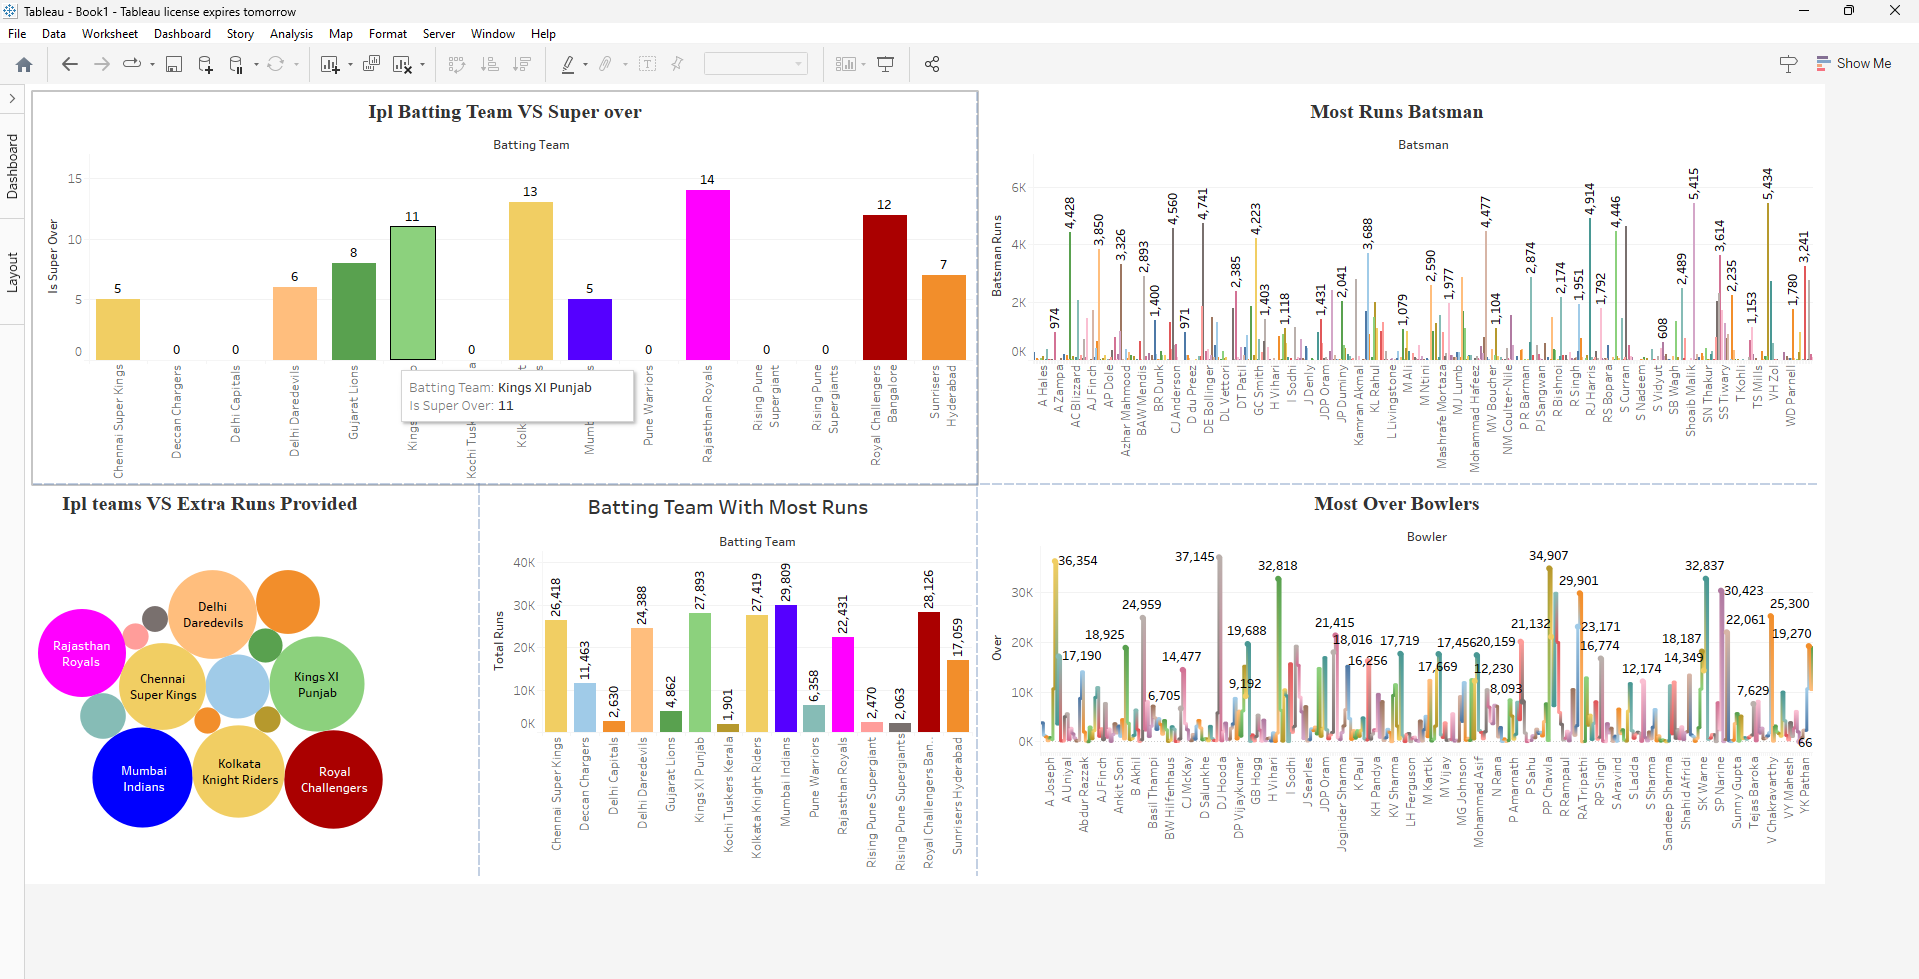 Tableau - Book1 - Tableau license expires tomorrow
File Data Worksheet Dashboard Story Analysis Map Format Server Window Help
Show Me
Dashboard
Layout
Ipl Batting Team VS Super over
Batting Team
Is Super Over
15
10
5
0
5
0
0
6
8
11
0
13
5
0
14
0
0
12
7
Chennai Super Kings
Deccan Chargers
Delhi Capitals
Delhi Daredevils
Gujarat Lions
Kings
Kochi Tusk
Kolk
Mumb
Pune Warriors
Rajasthan Royals
Rising Pune
Supergiant
Rising Pune
Supergiants
Royal Challengers
Bangalore
Sunrisers
Hyderabad
Batting Team: Kings XI Punjab
Is Super Over: 11
Most Runs Batsman
Batsman
Batsman Runs
6K
4K
2K
0K
974
4,428
3,850
3,326
2,893
1,400
4,560
971
4,741
2,385
4,223
1,403
1,118
1,431
2,041
3,688
1,079
2,590
1,977
4,477
1,104
2,874
2,174
1,951
4,914
1,792
4,446
608
2,489
5,415
3,614
2,235
1,153
5,434
1,780
3,241
A Hales
A Zampa
AC Blizzard
AJ Finch
AP Dole
Azhar Mahmood
BAW Mendis
BR Dunk
CJ Anderson
D du Preez
DE Bollinger
DL Vettori
DT Patil
GC Smith
H Vihari
I Sodhi
J Denly
JDP Oram
JP Duminy
Kamran Akmal
KL Rahul
L Livingstone
M Ali
M Ntini
Mashrafe Mortaza
MJ Lumb
Mohammad Hafeez
MV Boucher
NM Coulter-Nile
P R Barman
PJ Sangwan
R Bishnoi
R Singh
RJ Harris
RS Bopara
S Curran
S Nadeem
S Vidyut
SB Wagh
Shoaib Malik
SN Thakur
SS Tiwary
T Kohli
TS Mills
VH Zol
WD Parnell
Ipl teams VS Extra Runs Provided
Delhi
Daredevils
Rajasthan
Royals
Chennai
Super Kings
Kings XI
Punjab
Mumbai
Indians
Kolkata
Knight Riders
Royal
Challengers
Batting Team With Most Runs
Batting Team
Total Runs
40K
30K
20K
10K
0K
26,418
11,463
2,630
24,388
4,862
27,893
1,901
27,419
29,809
6,358
22,431
2,470
2,063
28,126
17,059
Chennai Super Kings
Deccan Chargers
Delhi Capitals
Delhi Daredevils
Gujarat Lions
Kings XI Punjab
Kochi Tuskers Kerala
Kolkata Knight Riders
Mumbai Indians
Pune Warriors
Rajasthan Royals
Rising Pune Supergiant
Rising Pune Supergiants
Royal Challengers Ban..
Sunrisers Hyderabad
Most Over Bowlers
Bowler
Over
30K
20K
10K
0K
36,354
17,190
18,925
24,959
6,705
14,477
37,145
9,192
19,688
32,818
21,415
18,016
16,256
17,719
17,669
17,456
20,159
12,230
8,093
21,132
34,907
29,901
23,171
16,774
12,174
18,187
14,349
32,837
30,423
22,061
7,629
25,300
19,270
66
A Joseph
A Uniyal
Abdur Razzak
AJ Finch
Ankit Soni
B Akhil
Basil Thampi
BW Hilfenhaus
CJ McKay
D Salunkhe
DJ Hooda
DP Vijaykumar
GB Hogg
H Vihari
I Sodhi
J Searles
JDP Oram
Joginder Sharma
K Paul
KH Pandya
KV Sharma
LH Ferguson
M Kartik
M Vijay
MG Johnson
Mohammad Asif
N Rana
P Amarnath
P Sahu
PP Chawla
R Rampaul
RA Tripathi
RP Singh
S Aravind
S Ladda
S Sharma
Sandeep Sharma
Shahid Afridi
SK Warne
SP Narine
Sunny Gupta
Tejas Baroka
V Chakravarthy
VY Mahesh
YK Pathan